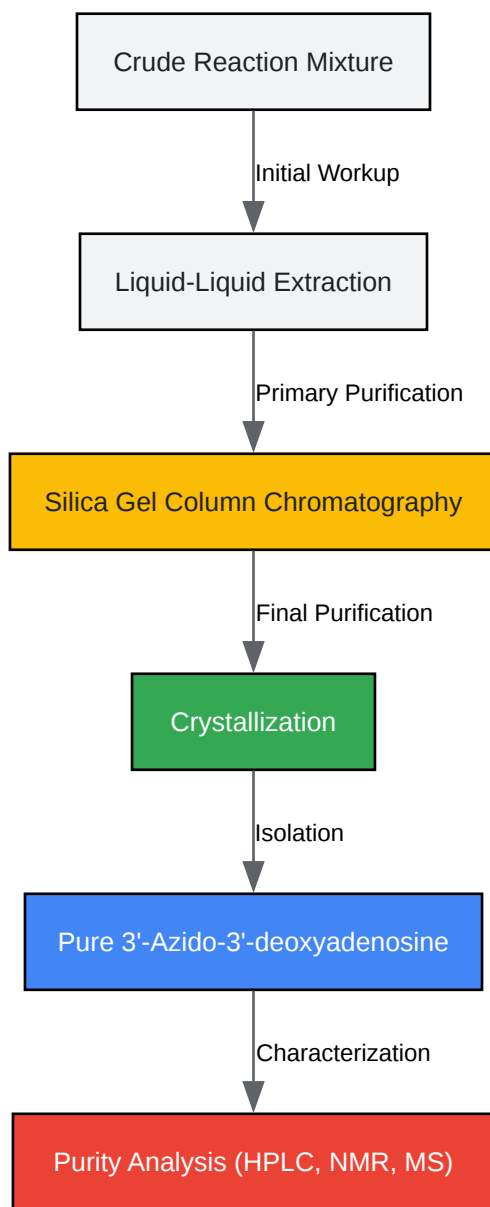 Crude Reaction Mixture
Initial Workup
Liquid-Liquid Extraction
Primary Purification
Silica Gel Column Chromatography
Final Purification
Crystallization
Isolation
Pure 3'-Azido-3'-deoxyadenosine
Characterization
Purity Analysis (HPLC, NMR, MS)